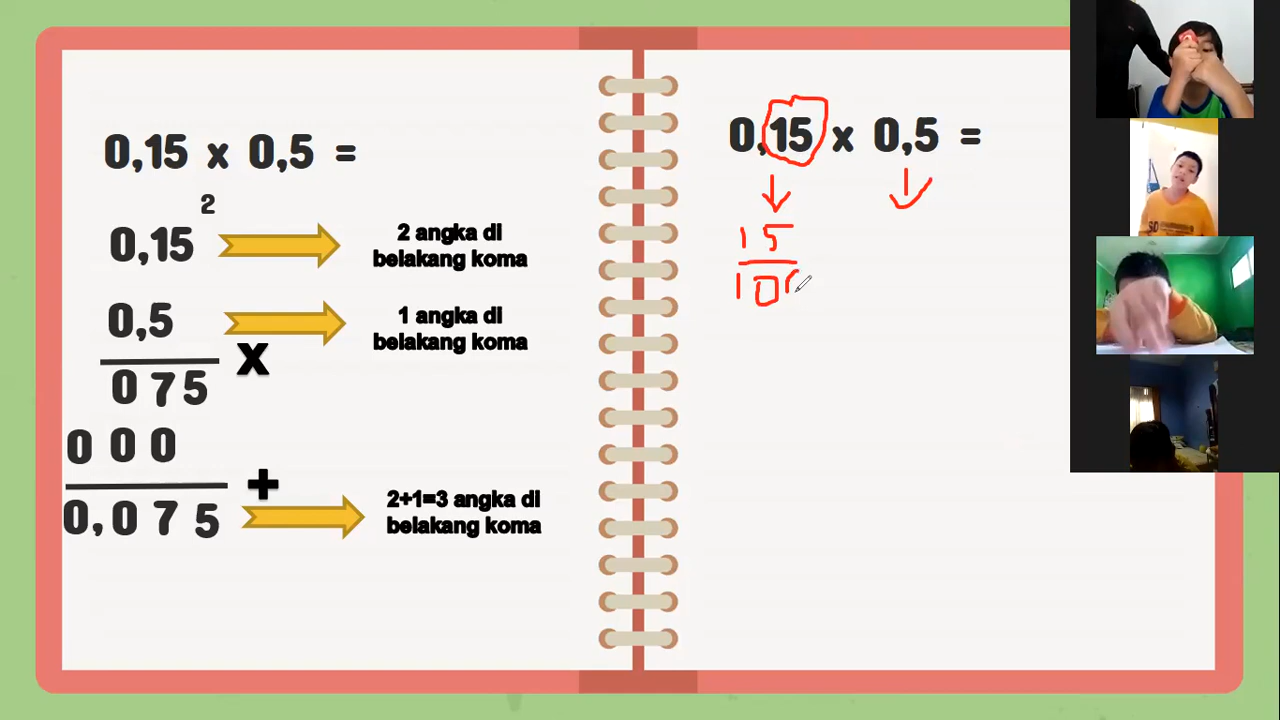 0,15 x 0,5 =
2
0,15
2 angka di
belakang koma
0,5
1 angka di
belakang koma
x
0 7 5
0 0 0
+
0,0 7 5
2+1=3 angka di
belakang koma
0,15 x 0,5 =
15
10